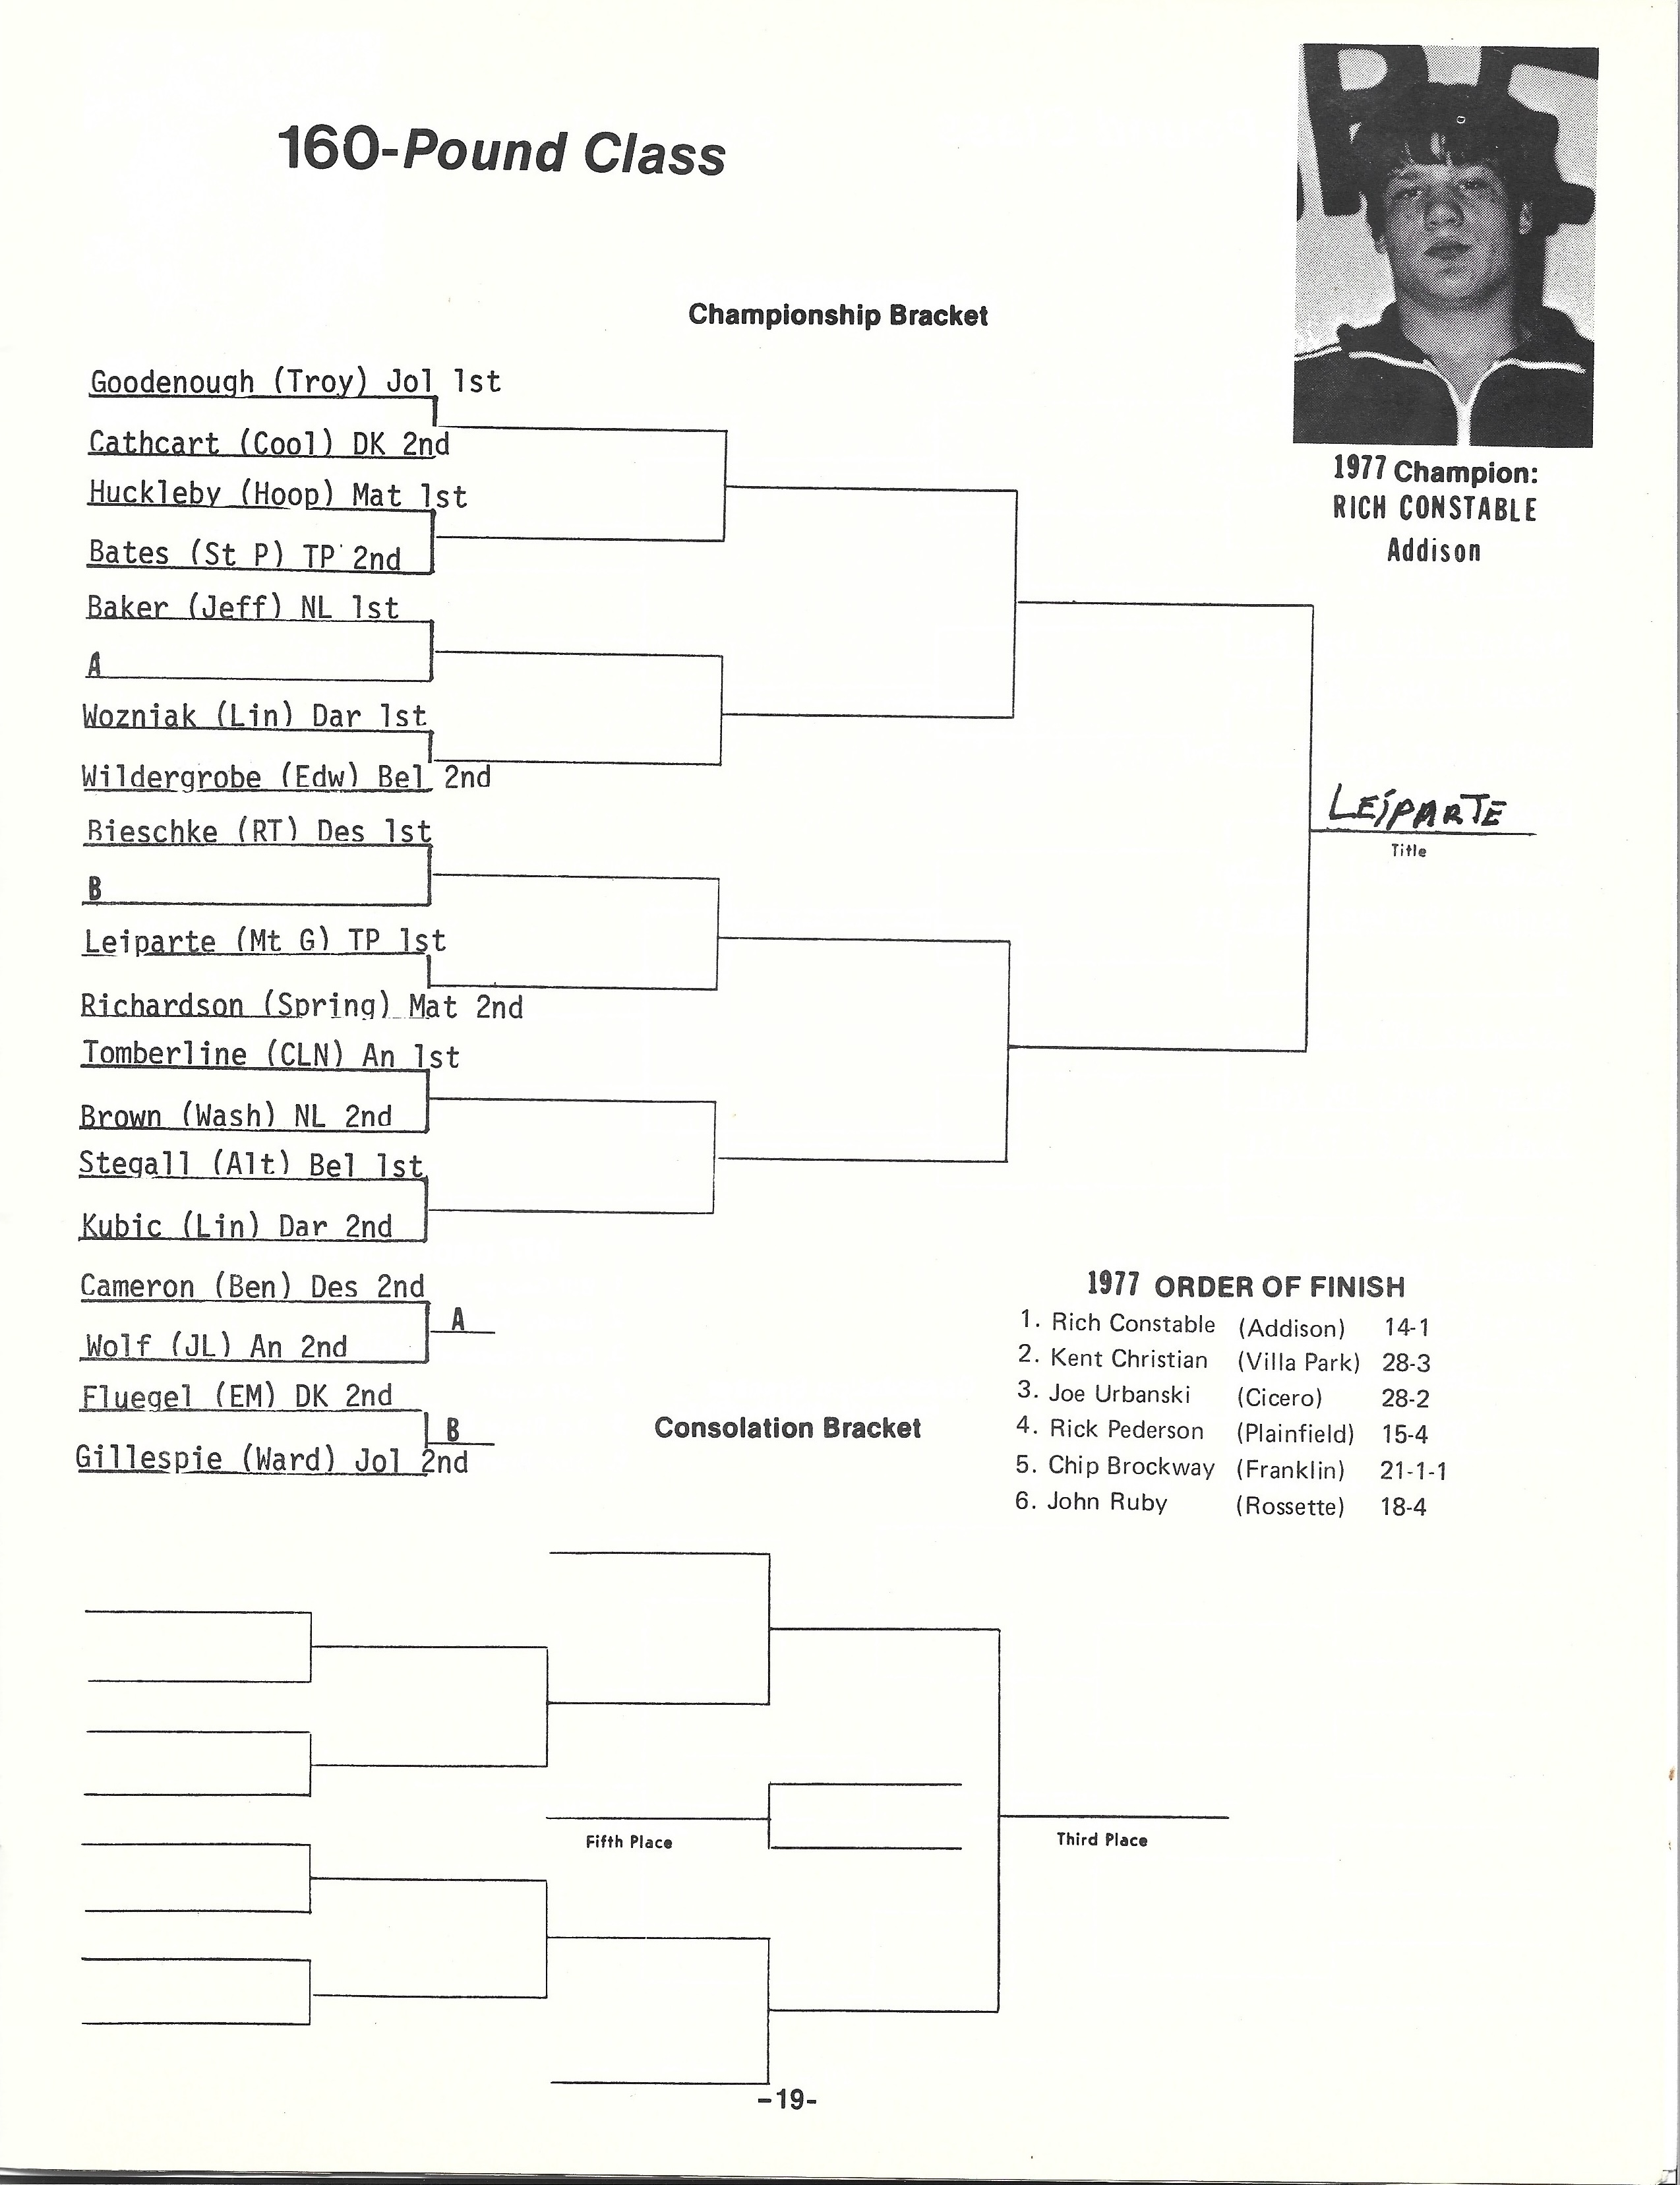 160-Pound Class
Championship Bracket
1977 Champion:
RICH CONSTABLE
Addison
Goodenough (Troy) Jol 1st
Cathcart (Cool) DK 2nd
Huckleby (Hoop) Mat 1st
Bates (St P) TP 2nd
Baker (Jeff) NL 1st
A
Wozniak (Lin) Dar 1st
Wildergrobe (Edw) Bel 2nd
LEIPARTE
Title
Bieschke (RT) Des 1st
B
Leiparte (Mt G) TP 1st
Richardson (Spring) Mat 2nd
Tomberline (CLN) An 1st
Brown (Wash) NL 2nd
Stegall (Alt) Bel 1st
Kubic (Lin) Dar 2nd
Cameron (Ben) Des 2nd
A
Wolf (JL) An 2nd
Fluegel (EM) DK 2nd
B
Gillespie (Ward) Jol 2nd
1977 ORDER OF FINISH
1. Rich Constable (Addison) 14-1
2. Kent Christian (Villa Park) 28-3
3. Joe Urbanski (Cicero) 28-2
4. Rick Pederson (Plainfield) 15-4
5. Chip Brockway (Franklin) 21-1-1
6. John Ruby (Rossette) 18-4
Consolation Bracket
Fifth Place
Third Place
-19-